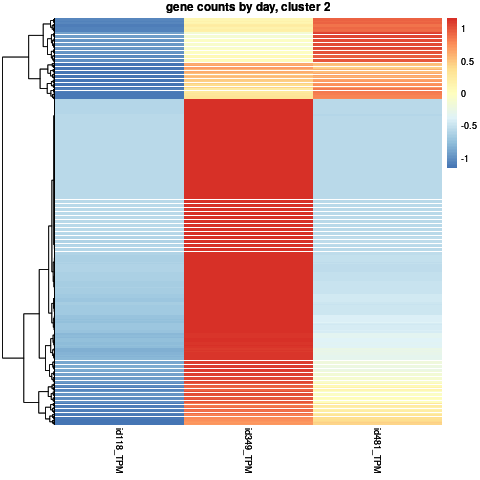 gene counts by day, cluster 2
1
0.5
0
-0.5
-1
id118_TPM
id349_TPM
id481_TPM